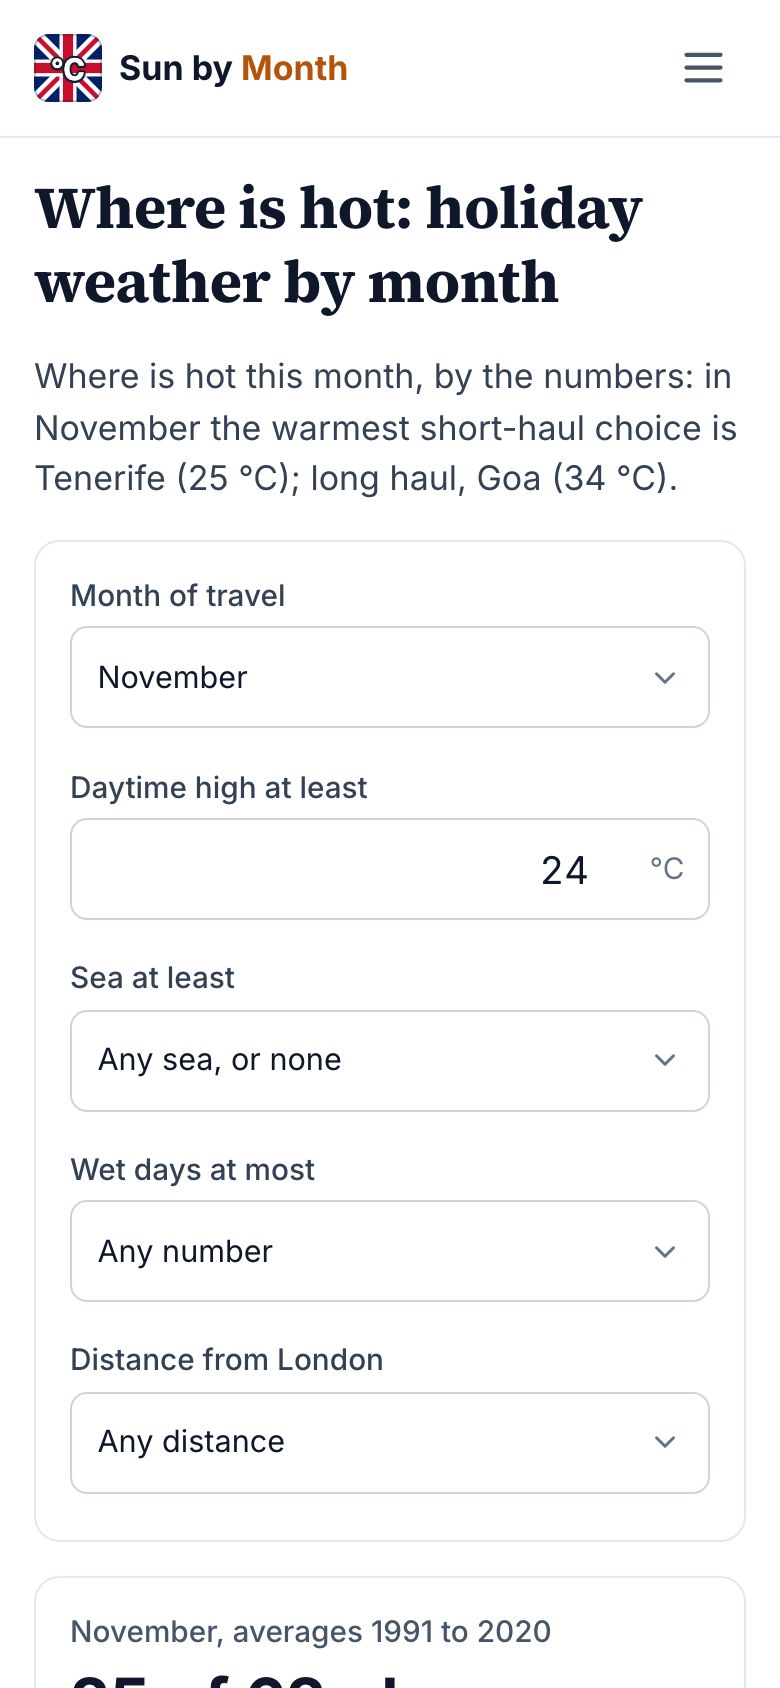 °C
Sun by Month
Where is hot: holiday
weather by month
Where is hot this month, by the numbers: in
November the warmest short-haul choice is
Tenerife (25 °C); long haul, Goa (34 °C).
Month of travel
November
Daytime high at least
24 °C
Sea at least
Any sea, or none
Wet days at most
Any number
Distance from London
Any distance
November, averages 1991 to 2020